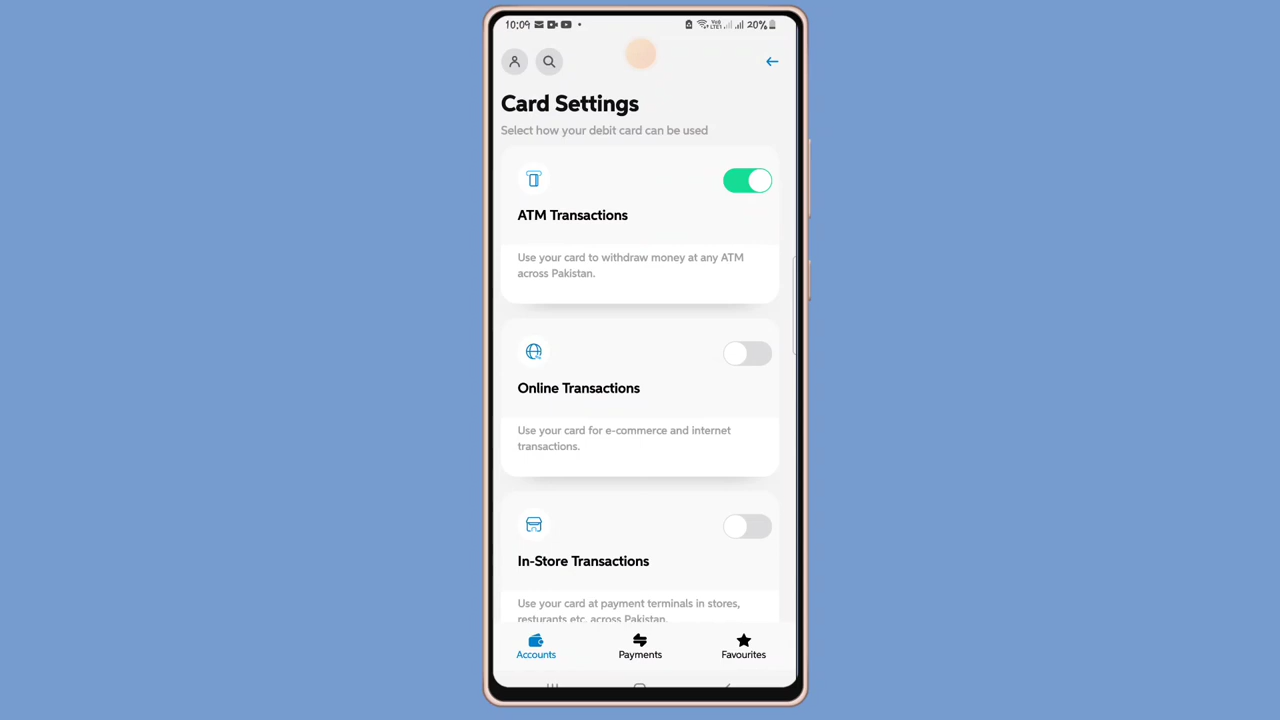 10:09
20%
Card Settings
Select how your debit card can be used
ATM Transactions
Use your card to withdraw money at any ATM
across Pakistan.
Online Transactions
Use your card for e-commerce and internet
transactions.
In-Store Transactions
Use your card at payment terminals in stores,
resturants etc, across Pakistan.
Accounts
Payments
Favourites